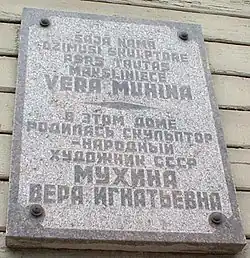 ŠAJĀ NAMĀ
DZIMUSI SKULPTORE
PSRS TAUTAS
MĀKSLINIECE
VERA MUHINA
В ЭТОМ ДОМЕ
РОДИЛАСЬ СКУЛЬПТОР
-НАРОДНЫЙ
ХУДОЖНИК СССР
МУХИНА
ВЕРА ИГНАТЬЕВНА